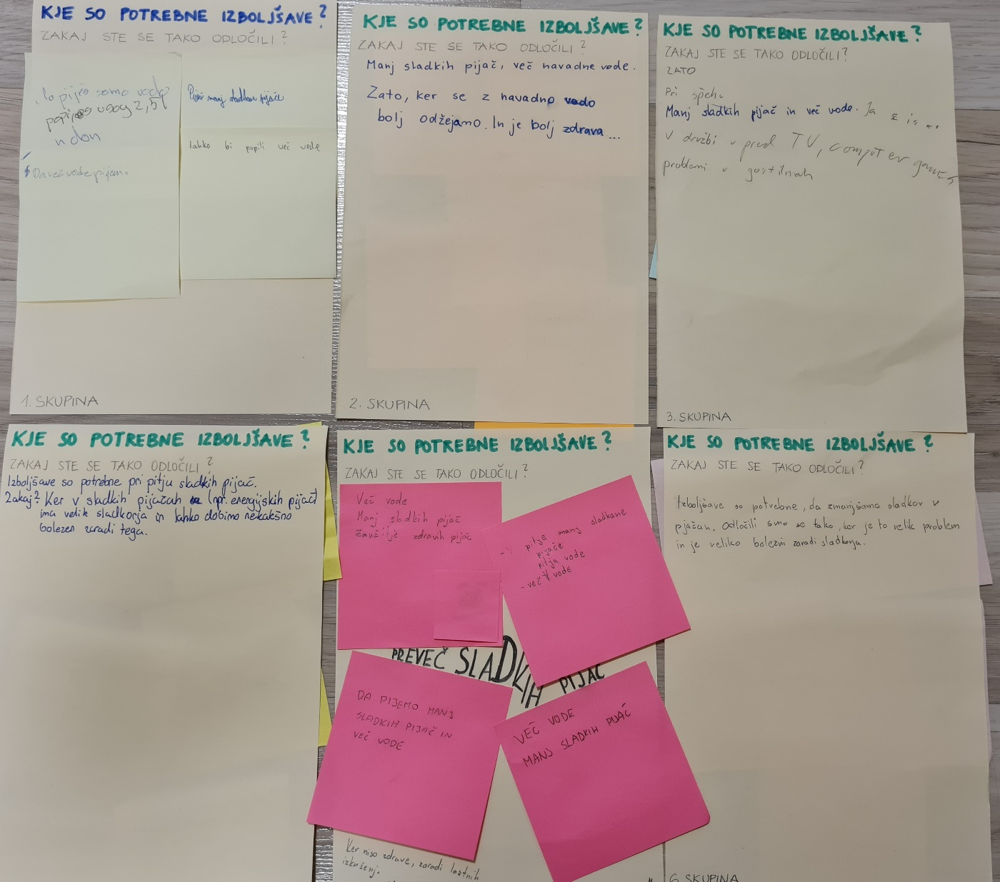 KJE SO POTREBNE IZBOLJŠAVE?
ZAKAJ STE SE TAKO ODLOČILI?
pijes samo vodo
popijes vsaj 2,5l
n dan
Da več vode pijem.
Piješ manj sladkau pijače
lahko bi popili več vode
1. SKUPINA
KJE SO POTREBNE IZBOLJŠAVE?
ZAKAJ STE SE TAKO ODLOČILI?
Manj sladkih pijač, več navadne vode.
Zato, ker se z navadno vodo
bolj odžejamo. In je bolj zdrava...
2. SKUPINA
KJE SO POTREBNE IZBOLJŠAVE?
ZAKAJ STE SE TAKO ODLOČILI?
ZATO
Pri špehu
Manj sladkih pijač in več vode. Ja
V družbi v pred TV, computer games
problemi v gostilnah
3. SKUPINA
KJE SO POTREBNE IZBOLJŠAVE?
ZAKAJ STE SE TAKO ODLOČILI?
Izboljšave so potrebne pri pitju sladkih pijač.
Zakaj? Ker v sladkih pijačah (npr. energijskih pijač)
ima velik sladkorja in lahko dobimo nekakšno
bolezen zaradi tega.
KJE SO POTREBNE IZBOLJŠAVE?
ZAKAJ STE SE TAKO ODLOČILI?
Več vode
Manj sladkih pijač
Zaužitje zdravih pijač
-V pitje manj sladkane
pijače
pitja vode
-več V vode
PREVEČ SLADKIH PIJAČ
DA PIJEMO MANJ
SLADKIH PIJAČ IN
VEČ VODE
VEČ VODE
MANJ SLADKIH PIJAČ
Ker niso zdrave, zaradi lastnih
izkušenj.
KJE SO POTREBNE IZBOLJŠAVE?
ZAKAJ STE SE TAKO ODLOČILI?
Izboljšave so potrebne, da zmanjšamo sladkor v
pijačah. Odločili smo se tako, ker je to velik problem
in je veliko bolezni zaradi sladkorja.
6. SKUPINA